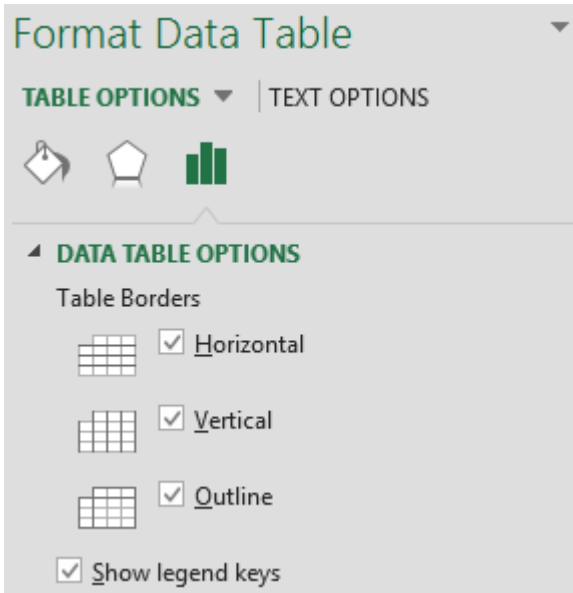 Format Data Table
TABLE OPTIONS TEXT OPTIONS
DATA TABLE OPTIONS
Table Borders
Horizontal
Vertical
Outline
Show legend keys